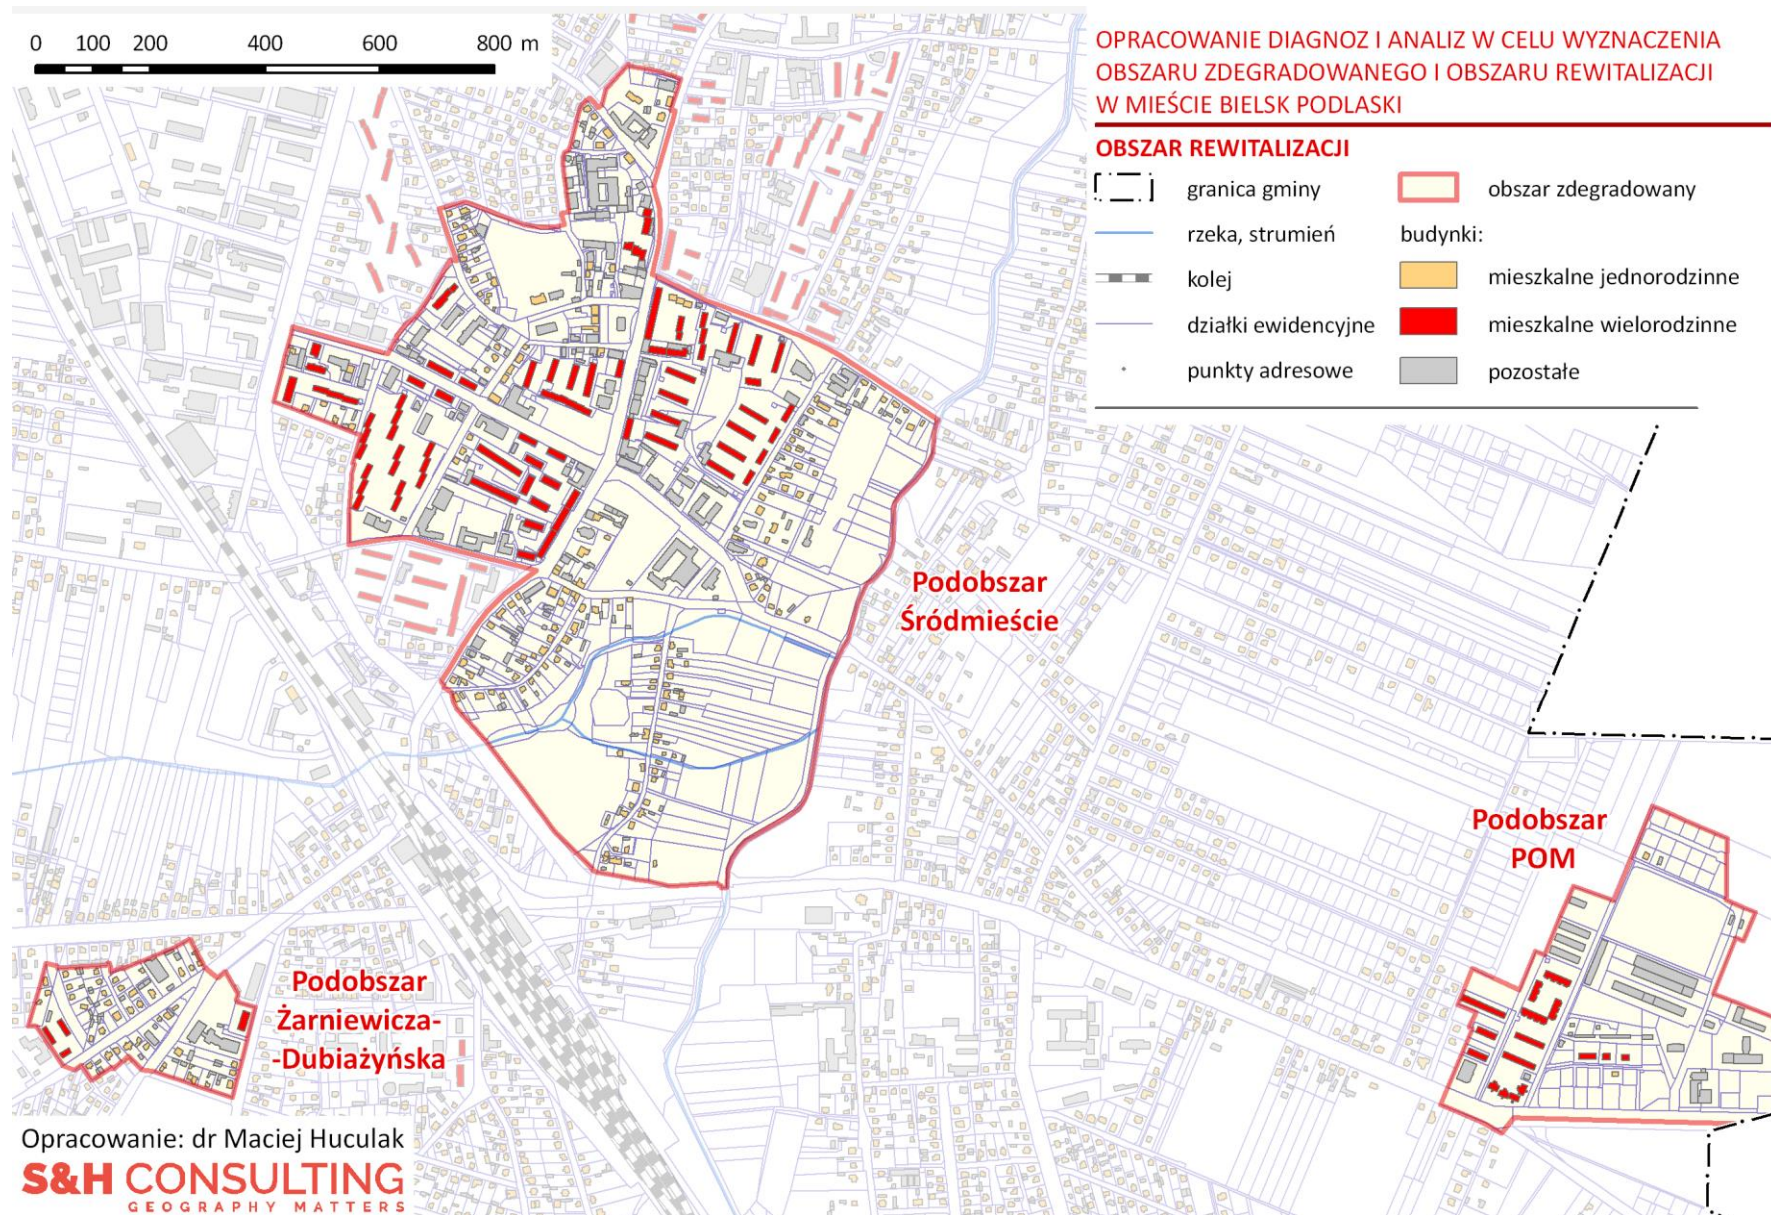 0 100 200 400 600 800 m
OPRACOWANIE DIAGNOZ I ANALIZ W CELU WYZNACZENIA
OBSZARU ZDEGRADOWANEGO I OBSZARU REWITALIZACJI
W MIEŚCIE BIELSK PODLASKI
OBSZAR REWITALIZACJI
granica gminy
rzeka, strumień
kolej
działki ewidencyjne
punkty adresowe
obszar zdegradowany
budynki:
mieszkalne jednorodzinne
mieszkalne wielorodzinne
pozostałe
Podobszar
Śródmieście
Podobszar
POM
Podobszar
Żarniewicza-
-Dubiażyńska
Opracowanie: dr Maciej Huculak
S&H CONSULTING
GEOGRAPHY MATTERS